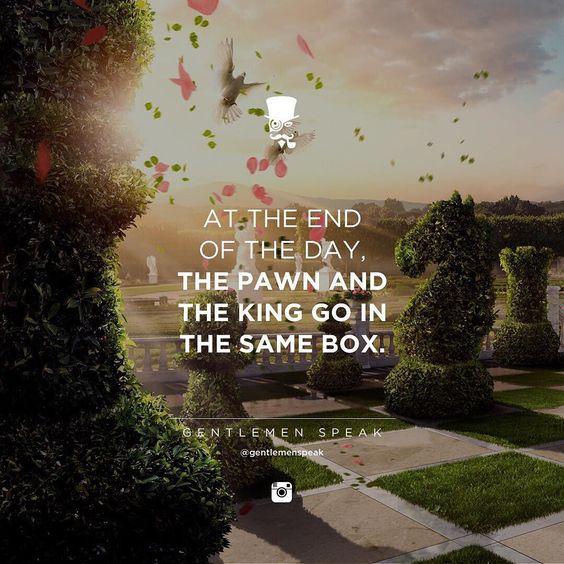 AT THE END
OF THE DAY,
THE PAWN AND
THE KING GO IN
THE SAME BOX.
GENTLEMEN SPEAK
@gentlemenspeak